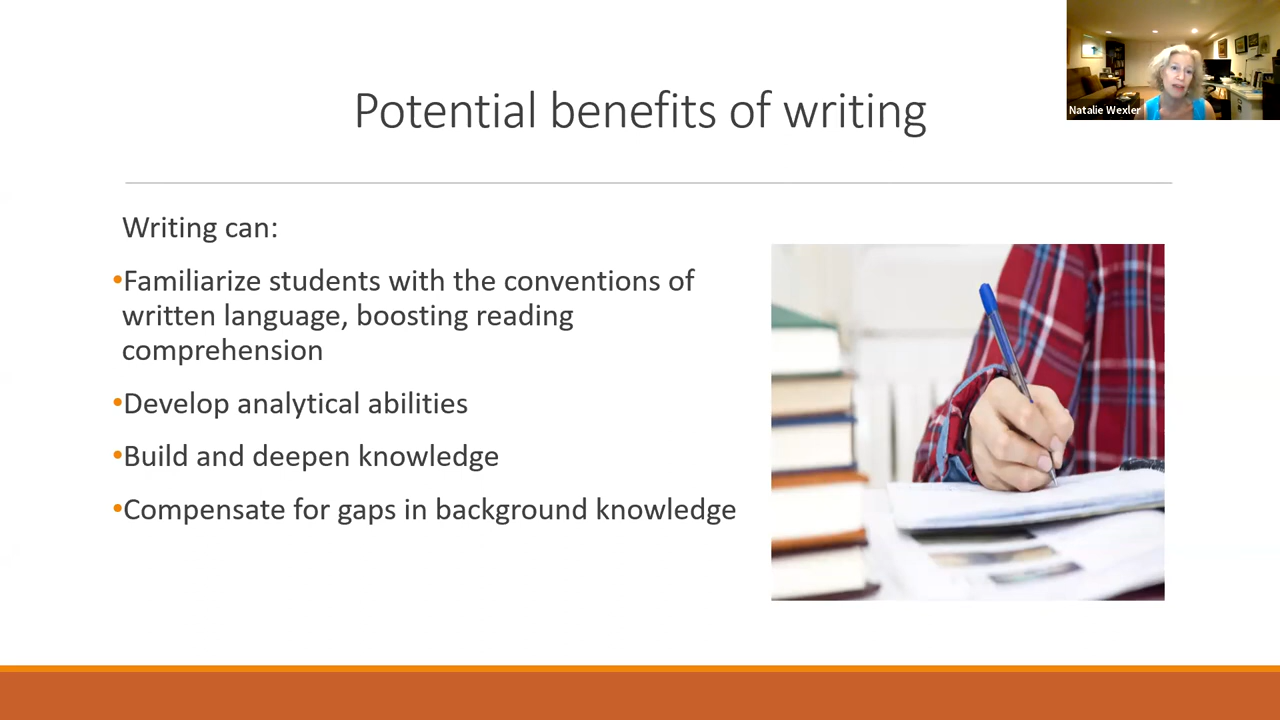 Potential benefits of writing
Natalie Wexler
Writing can:
•Familiarize students with the conventions of
written language, boosting reading
comprehension
•Develop analytical abilities
•Build and deepen knowledge
•Compensate for gaps in background knowledge